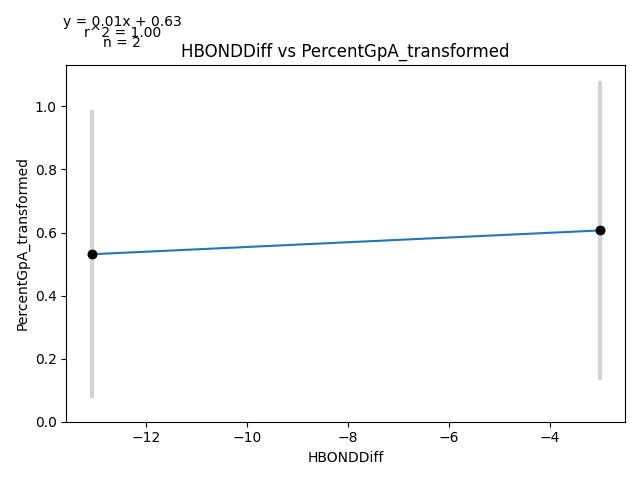 y = 0.01x + 0.63
r^2 = 1.00
n = 2
HBONDDiff vs PercentGpA_transformed
1.0
0.8
0.6
0.4
0.2
0.0
PercentGpA_transformed
−12
−10
−8
−6
−4
HBONDDiff